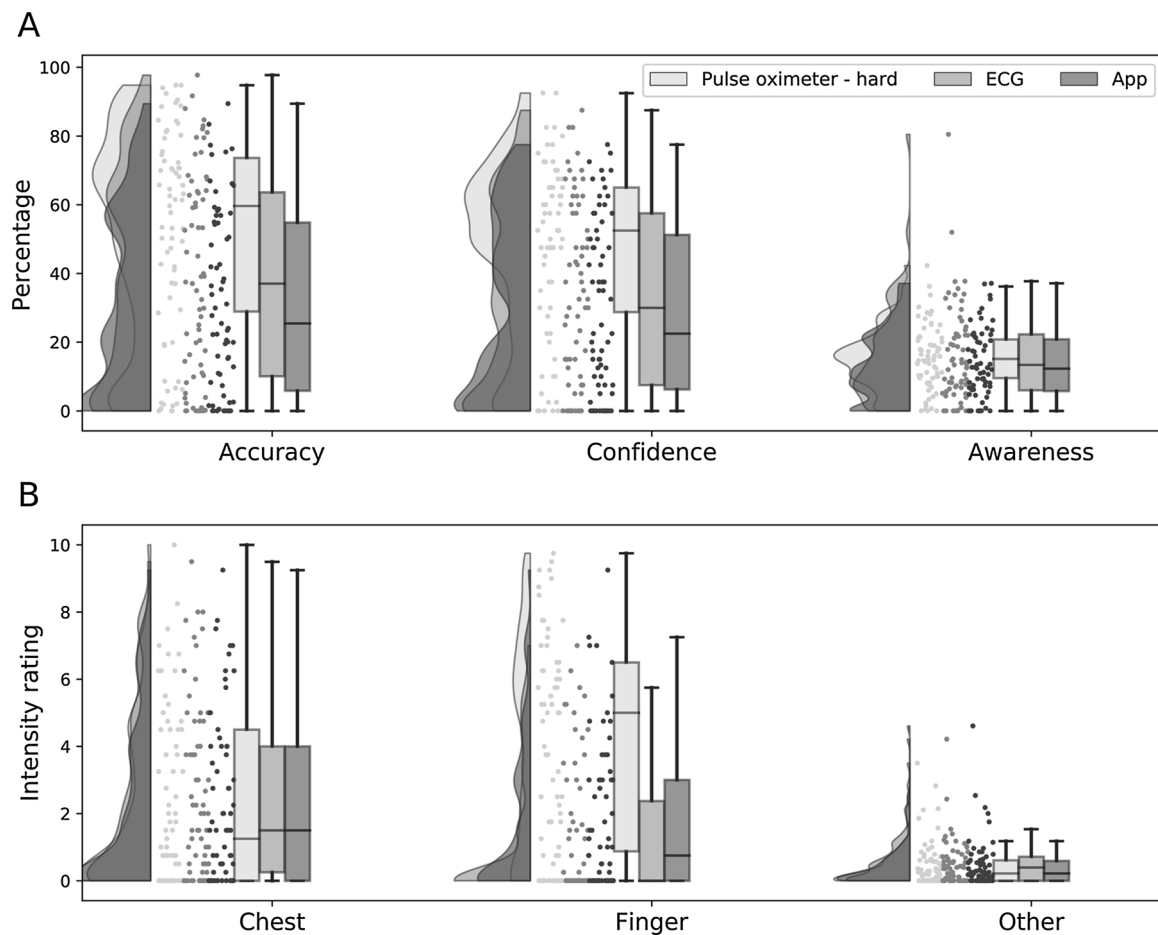 A
Percentage
100
80
60
40
20
0
Pulse oximeter - hard ECG App
Accuracy Confidence Awareness
B
Intensity rating
10
8
6
4
2
0
Chest Finger Other